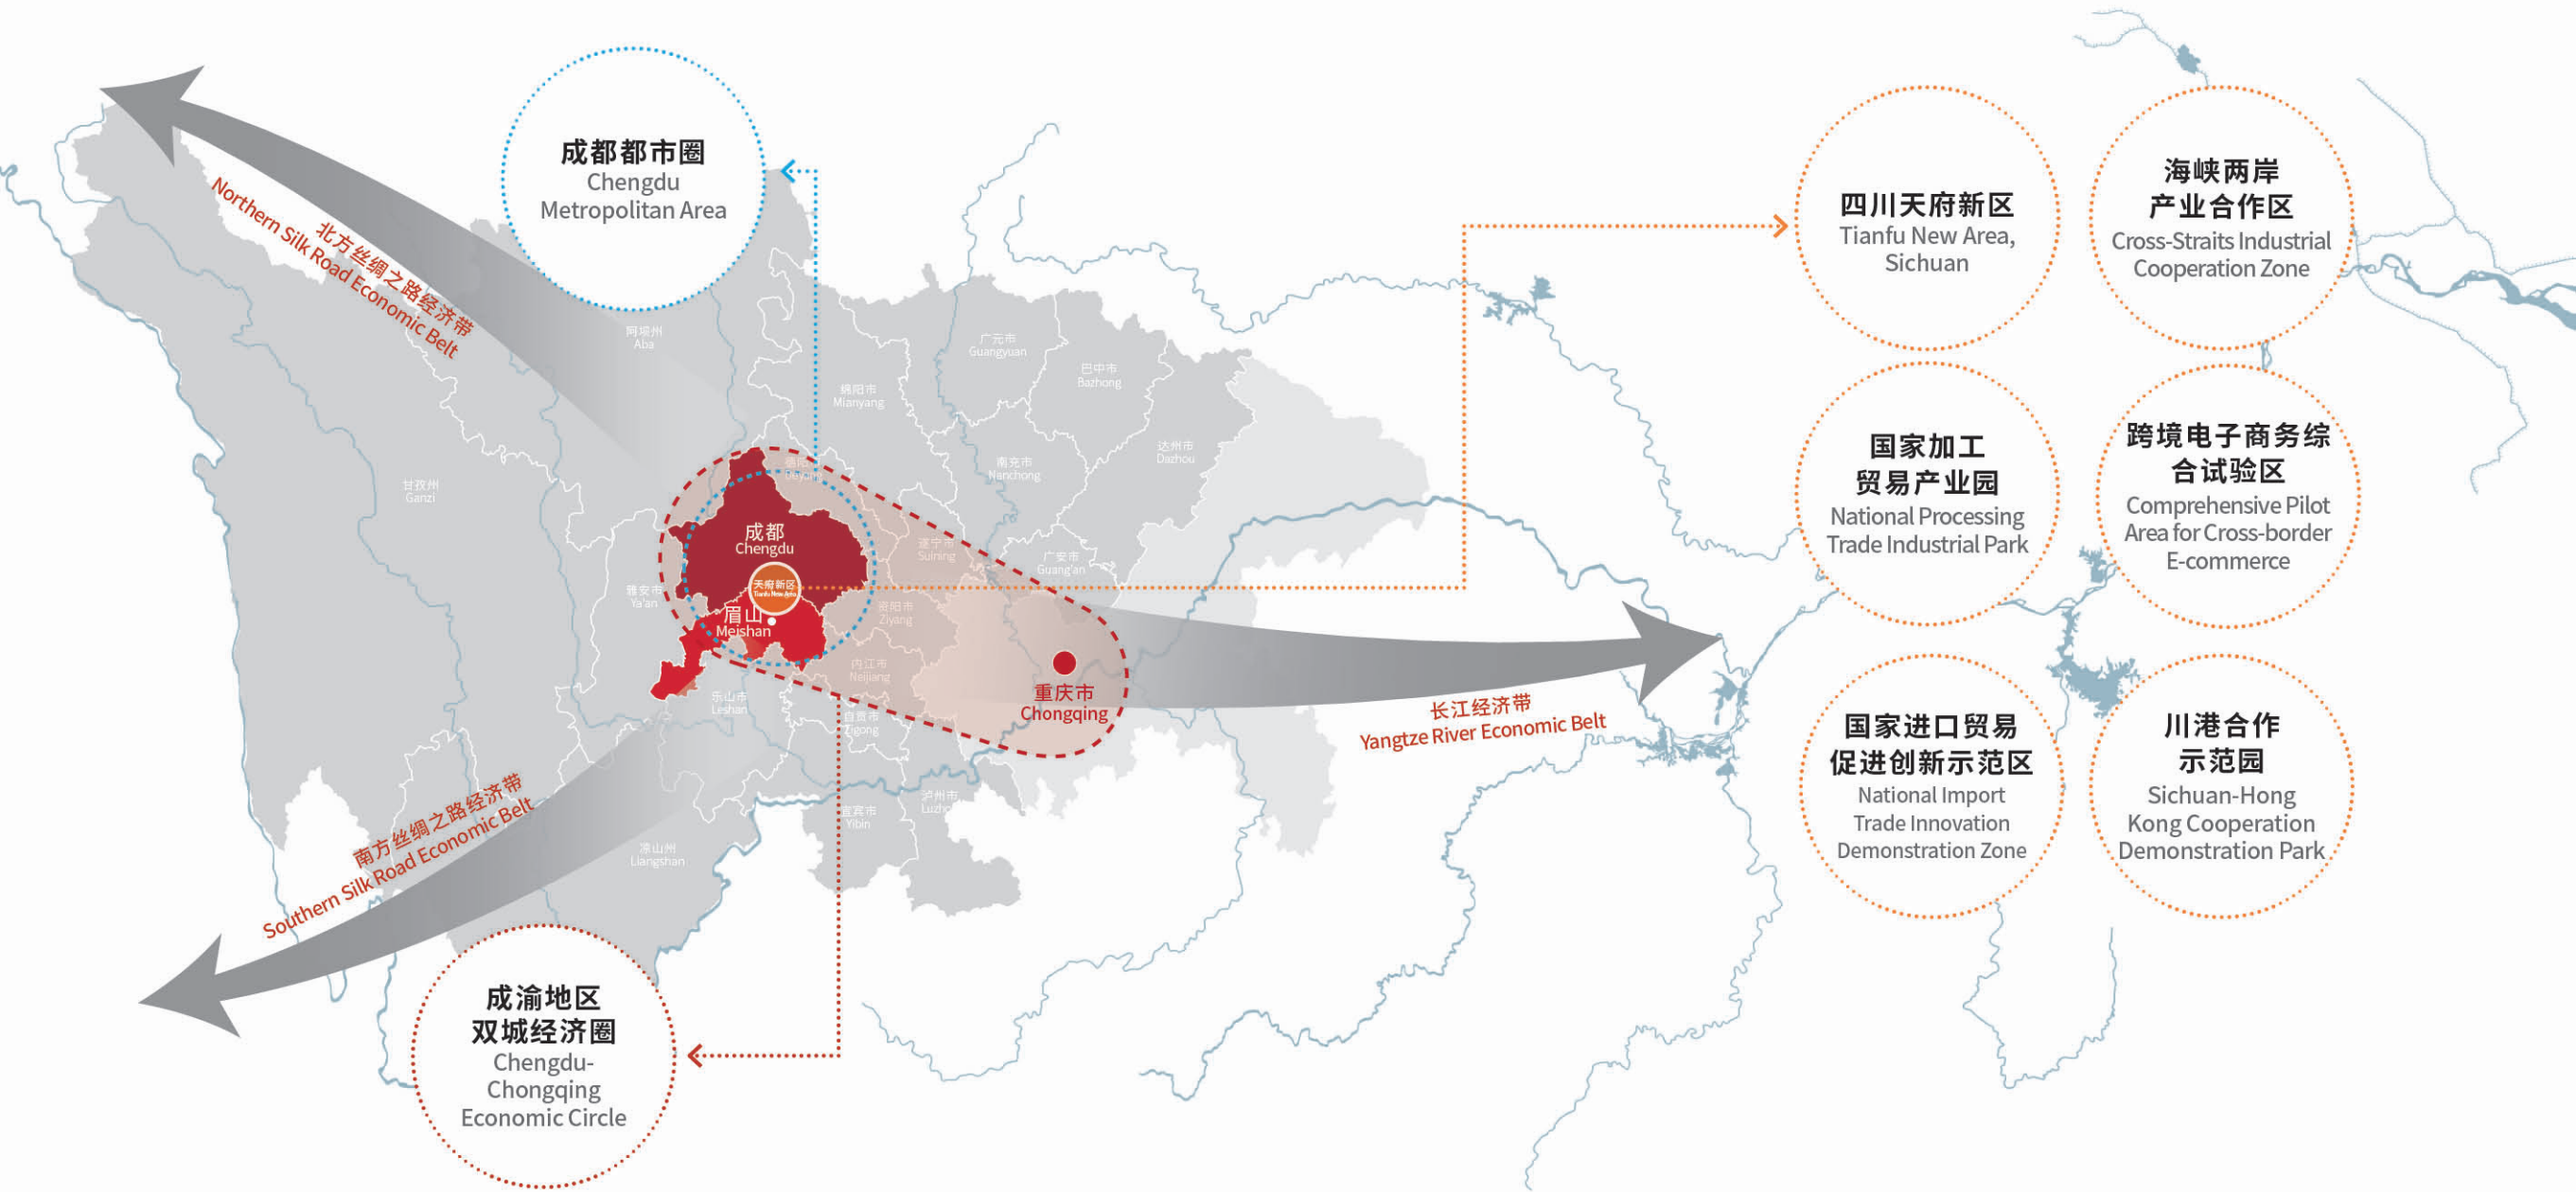 成都都市圈
Chengdu
Metropolitan Area
北方丝绸之路经济带
Northern Silk Road Economic Belt
阿坝州
Aba
广元市
Guangyuan
巴中市
Bazhong
绵阳市
Mianyang
达州市
Dazhou
南充市
Nanchong
甘孜州
Ganzi
成都
Chengdu
遂宁市
Suining
广安市
Guang'an
天府新区
Tianfu New Area
雅安市
Ya'an
眉山
Meishan
资阳市
Ziyang
内江市
Neijiang
重庆市
Chongqing
乐山市
Leshan
自贡市
Zigong
长江经济带
Yangtze River Economic Belt
宜宾市
Yibin
泸州市
凉山州
Liangshan
南方丝绸之路经济带
Southern Silk Road Economic Belt
成渝地区
双城经济圈
Chengdu-
Chongqing
Economic Circle
四川天府新区
Tianfu New Area,
Sichuan
海峡两岸
产业合作区
Cross-Straits Industrial
Cooperation Zone
国家加工
贸易产业园
National Processing
Trade Industrial Park
跨境电子商务综
合试验区
Comprehensive Pilot
Area for Cross-border
E-commerce
国家进口贸易
促进创新示范区
National Import
Trade Innovation
Demonstration Zone
川港合作
示范园
Sichuan-Hong
Kong Cooperation
Demonstration Park